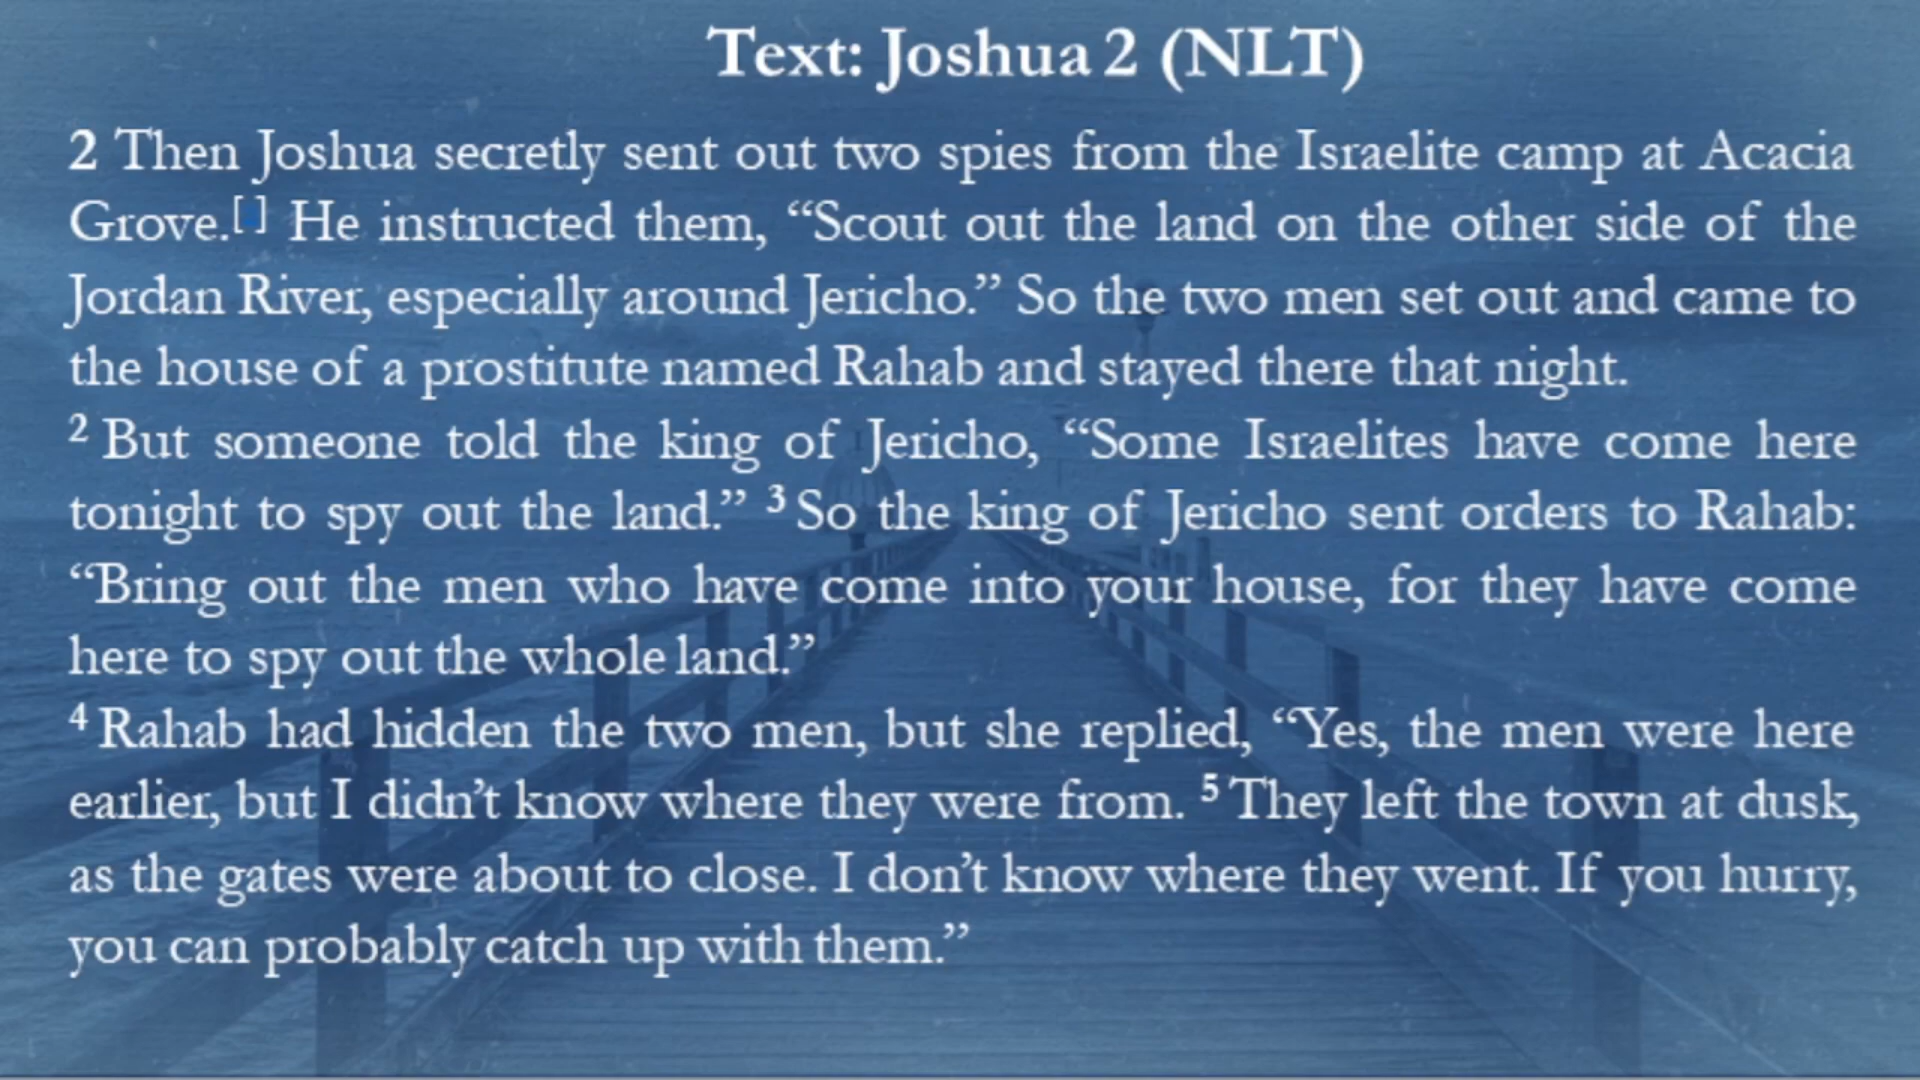 Text: Joshua 2 (NLT)
2 Then Joshua secretly sent out two spies from the Israelite camp at Acacia
Grove.[ ] He instructed them, “Scout out the land on the other side of the
Jordan River, especially around Jericho.” So the two men set out and came to
the house of a prostitute named Rahab and stayed there that night.
2 But someone told the king of Jericho, “Some Israelites have come here
tonight to spy out the land.” 3 So the king of Jericho sent orders to Rahab:
“Bring out the men who have come into your house, for they have come
here to spy out the whole land.”
4 Rahab had hidden the two men, but she replied, “Yes, the men were here
earlier, but I didn’t know where they were from. 5 They left the town at dusk,
as the gates were about to close. I don’t know where they went. If you hurry,
you can probably catch up with them.”